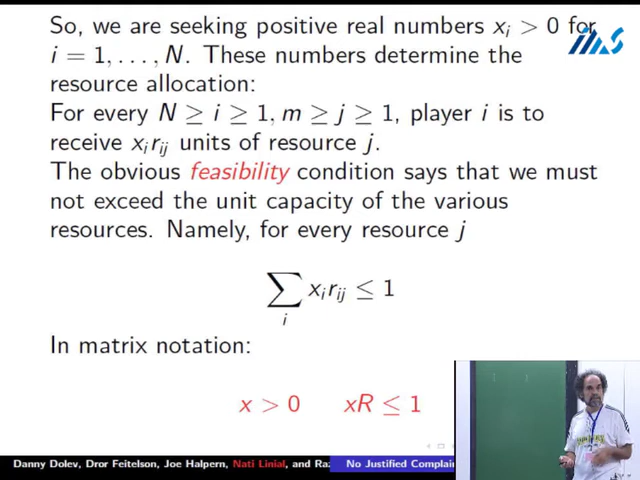 So, we are seeking positive real numbers xᵢ > 0 for
i = 1, . . . , N. These numbers determine the
resource allocation:
For every N ≥ i ≥ 1, m ≥ j ≥ 1, player i is to
receive xᵢrᵢⱼ units of resource j.
The obvious feasibility condition says that we must
not exceed the unit capacity of the various
resources. Namely, for every resource j
∑ᵢ xᵢrᵢⱼ ≤ 1
In matrix notation:
x > 0 xR ≤ 1
Danny Dolev, Dror Feitelson, Joe Halpern, Nati Linial, and Raz No Justified Complain